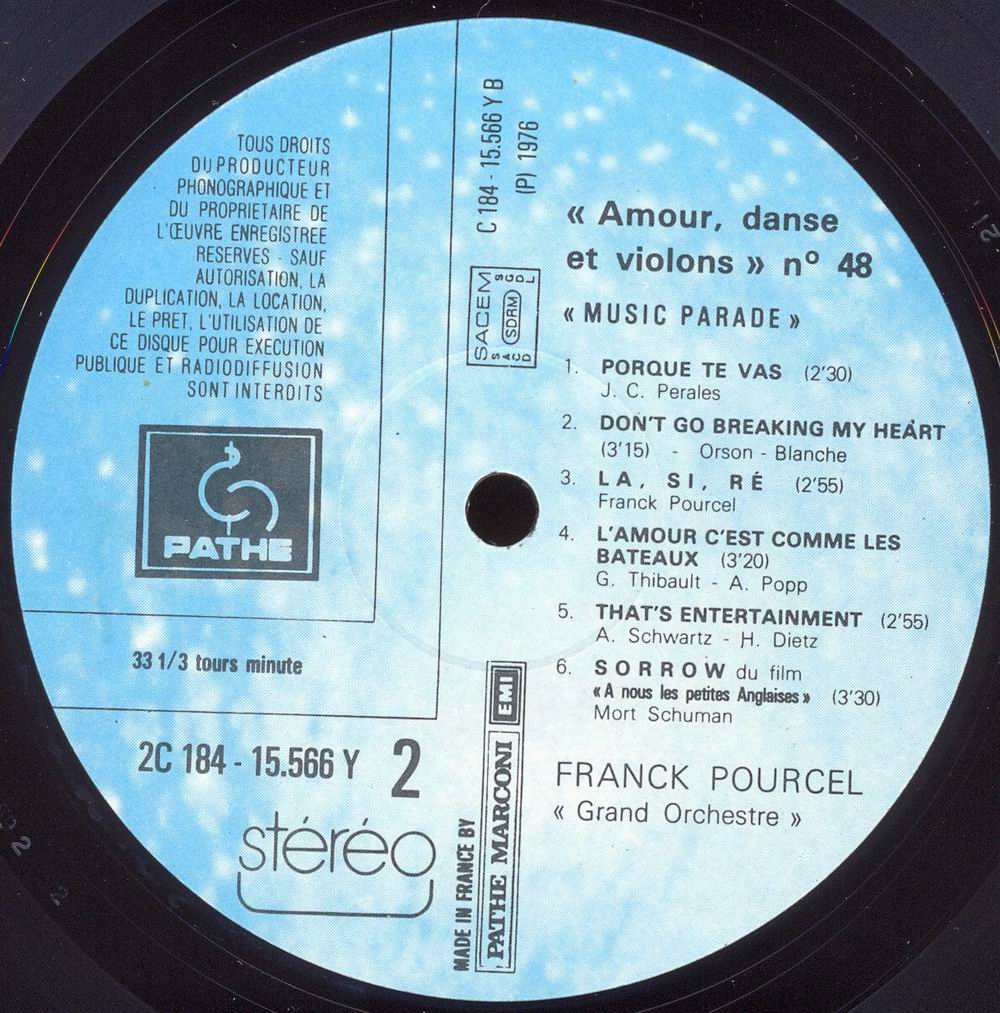 TOUS DROITS
DU PRODUCTEUR
PHONOGRAPHIQUE ET
DU PROPRIETAIRE DE
L'ŒUVRE ENREGISTREE
RESERVES - SAUF
AUTORISATION, LA
DUPLICATION, LA LOCATION,
LE PRET, L'UTILISATION DE
CE DISQUE POUR EXECUTION
PUBLIQUE ET RADIODIFFUSION
SONT INTERDITS
PATHE
33 1/3 tours minute
2C 184 - 15.566 Y 2
stéréo
C 184 - 15.566 Y B
(P) 1976
SACEM
SDRM
SACD
SCDL
EMI
PATHE MARCONI
MADE IN FRANCE BY
« Amour, danse
et violons » nº 48
« MUSIC PARADE »
1. PORQUE TE VAS (2'30)
J. C. Perales
2. DON'T GO BREAKING MY HEART
(3'15) - Orson - Blanche
3. LA, SI, RÉ (2'55)
Franck Pourcel
4. L'AMOUR C'EST COMME LES
BATEAUX (3'20)
G. Thibault - A. Popp
5. THAT'S ENTERTAINMENT (2'55)
A. Schwartz - H. Dietz
6. SORROW du film
« A nous les petites Anglaises » (3'30)
Mort Schuman
FRANCK POURCEL
« Grand Orchestre »